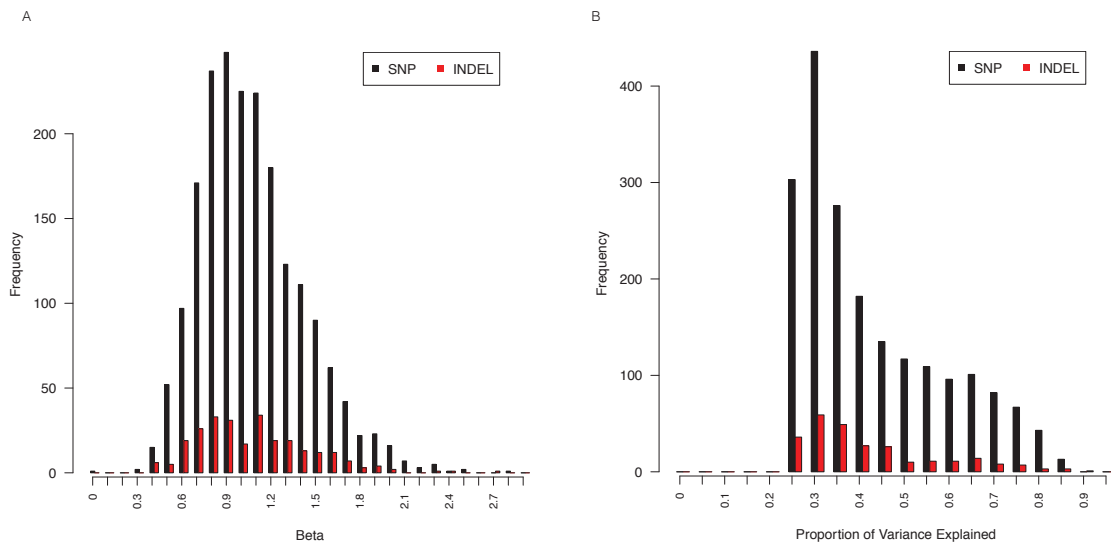 A
SNP INDEL
Frequency
200
150
100
50
0
0 0.3 0.6 0.9 1.2 1.5 1.8 2.1 2.4 2.7
Beta
B
SNP INDEL
Frequency
400
300
200
100
0
0 0.1 0.2 0.3 0.4 0.5 0.6 0.7 0.8 0.9
Proportion of Variance Explained